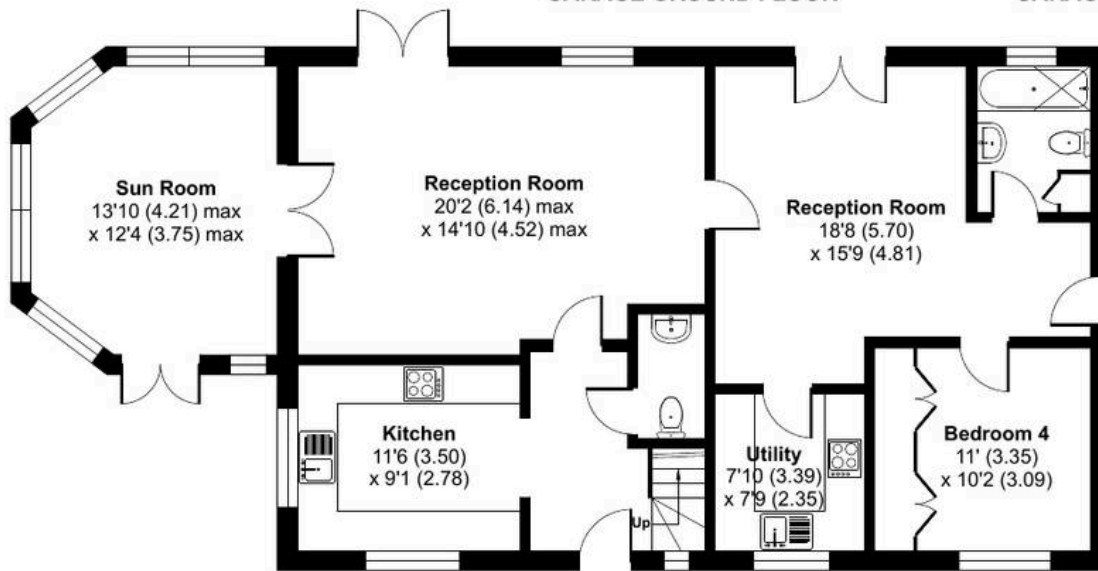 Sun Room
13'10 (4.21) max
x 12'4 (3.75) max
Reception Room
20'2 (6.14) max
x 14'10 (4.52) max
Reception Room
18'8 (5.70)
x 15'9 (4.81)
Kitchen
11'6 (3.50)
x 9'1 (2.78)
Up
Utility
7'10 (3.39)
x 7'9 (2.35)
Bedroom 4
11' (3.35)
x 10'2 (3.09)